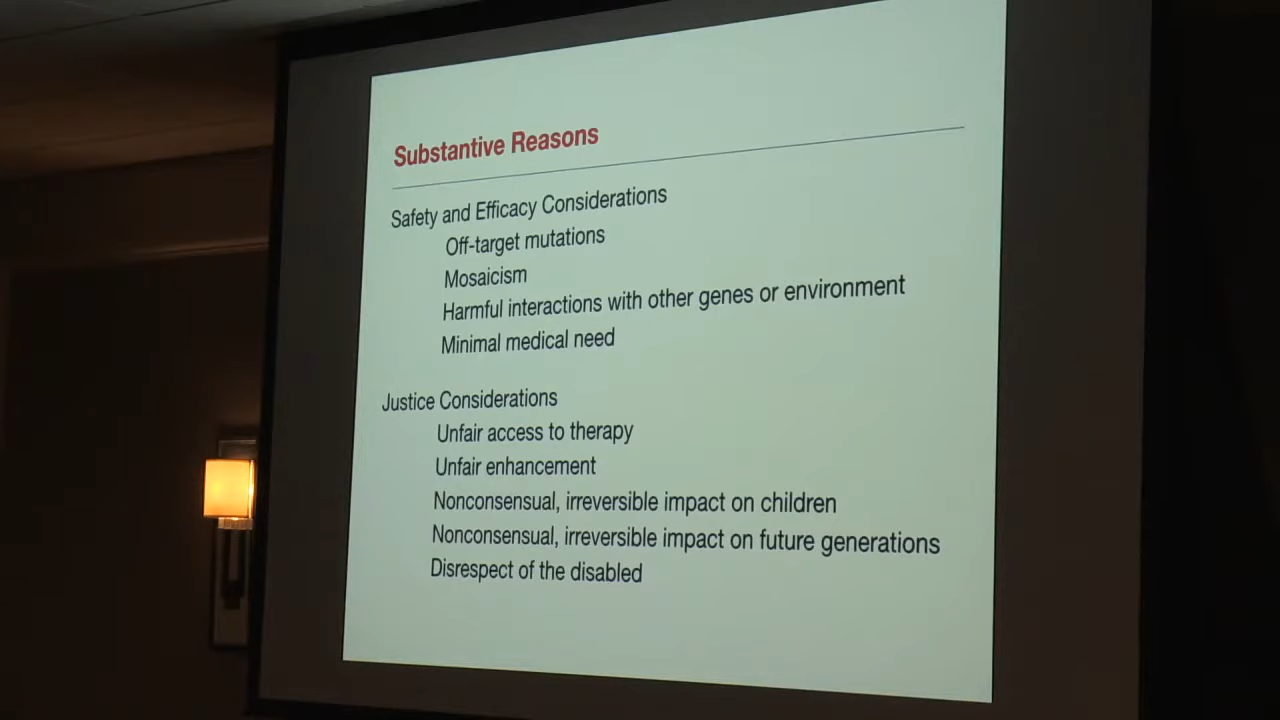 Substantive Reasons
Safety and Efficacy Considerations
Off-target mutations
Mosaicism
Harmful interactions with other genes or environment
Minimal medical need
Justice Considerations
Unfair access to therapy
Unfair enhancement
Nonconsensual, irreversible impact on children
Nonconsensual, irreversible impact on future generations
Disrespect of the disabled